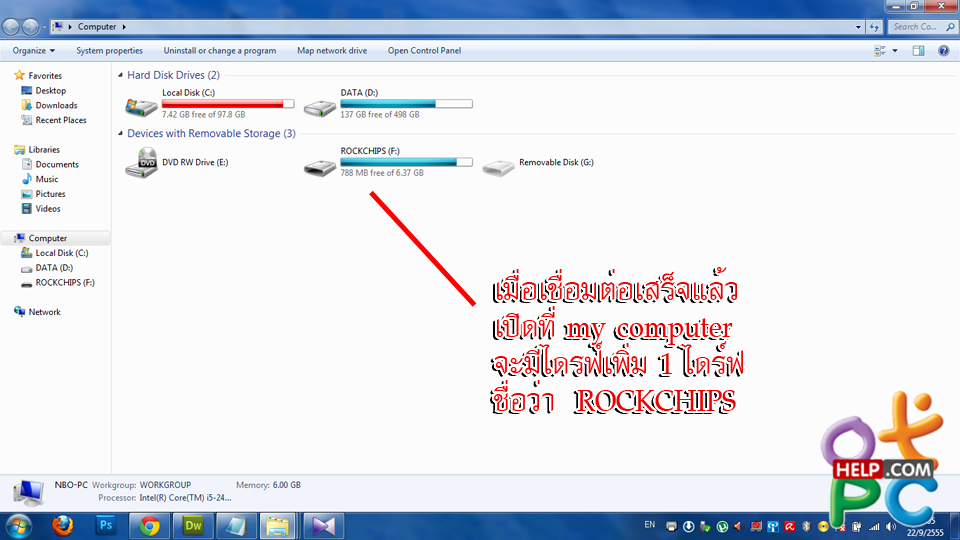 Computer
Search Co...
Organize
System properties
Uninstall or change a program
Map network drive
Open Control Panel
Favorites
Desktop
Downloads
Recent Places
Libraries
Documents
Music
Pictures
Videos
Computer
Local Disk (C:)
DATA (D:)
ROCKCHIPS (F:)
Network
Hard Disk Drives (2)
Local Disk (C:)
7.42 GB free of 97.8 GB
DATA (D:)
137 GB free of 498 GB
Devices with Removable Storage (3)
DVD RW Drive (E:)
ROCKCHIPS (F:)
788 MB free of 6.37 GB
Removable Disk (G:)
เมื่อเชื่อมต่อเสร็จแล้ว
เปิดที่ my computer
จะมีไดรฟ์เพิ่ม 1 ไดร์ฟ
ชื่อว่า ROCKCHIPS
HELP.COM
PC
NBO-PC Workgroup: WORKGROUP Memory: 6.00 GB
Processor: Intel(R) Core(TM) i5-24...
Ps
Dw
EN
22/9/2555